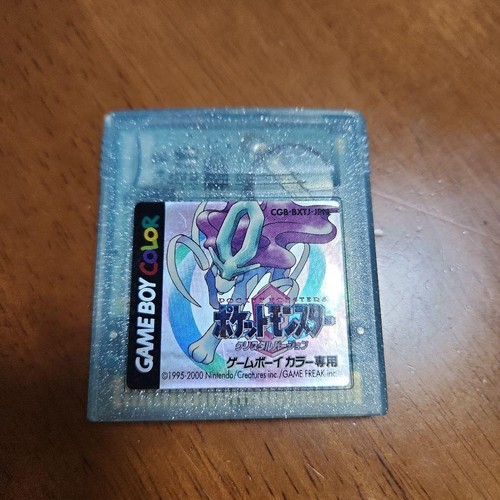 CGB-BXTJ-JPN
GAME BOY COLOR
POCKET MONSTERS
ポケットモンスター
クリスタルバージョン
ゲームボーイ カラー専用
©1995-2000 Nintendo/Creatures inc./GAME FREAK inc.